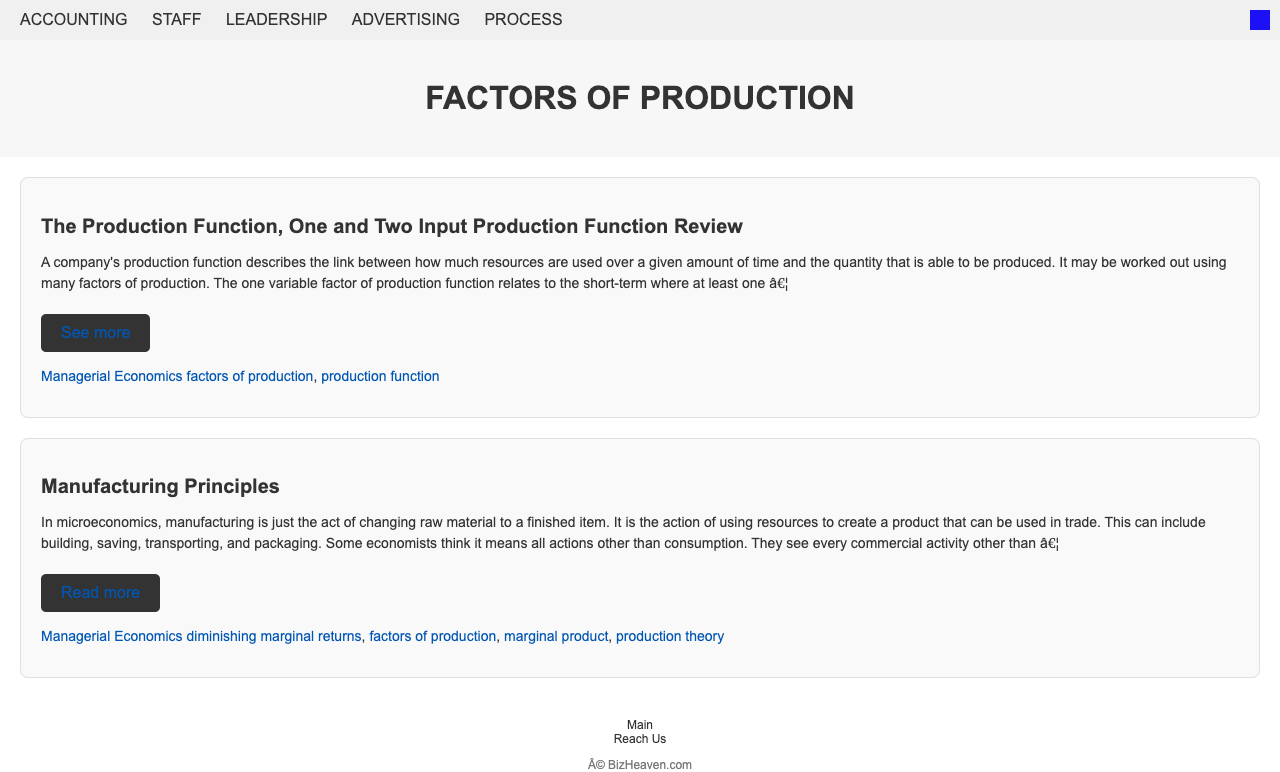 ACCOUNTING STAFF LEADERSHIP ADVERTISING PROCESS
FACTORS OF PRODUCTION
The Production Function, One and Two Input Production Function Review
A company's production function describes the link between how much resources are used over a given amount of time and the quantity that is able to be produced. It may be worked out using
many factors of production. The one variable factor of production function relates to the short-term where at least one â€¦
See more
Managerial Economics factors of production, production function
Manufacturing Principles
In microeconomics, manufacturing is just the act of changing raw material to a finished item. It is the action of using resources to create a product that can be used in trade. This can include
building, saving, transporting, and packaging. Some economists think it means all actions other than consumption. They see every commercial activity other than â€¦
Read more
Managerial Economics diminishing marginal returns, factors of production, marginal product, production theory
Main
Reach Us
Â© BizHeaven.com